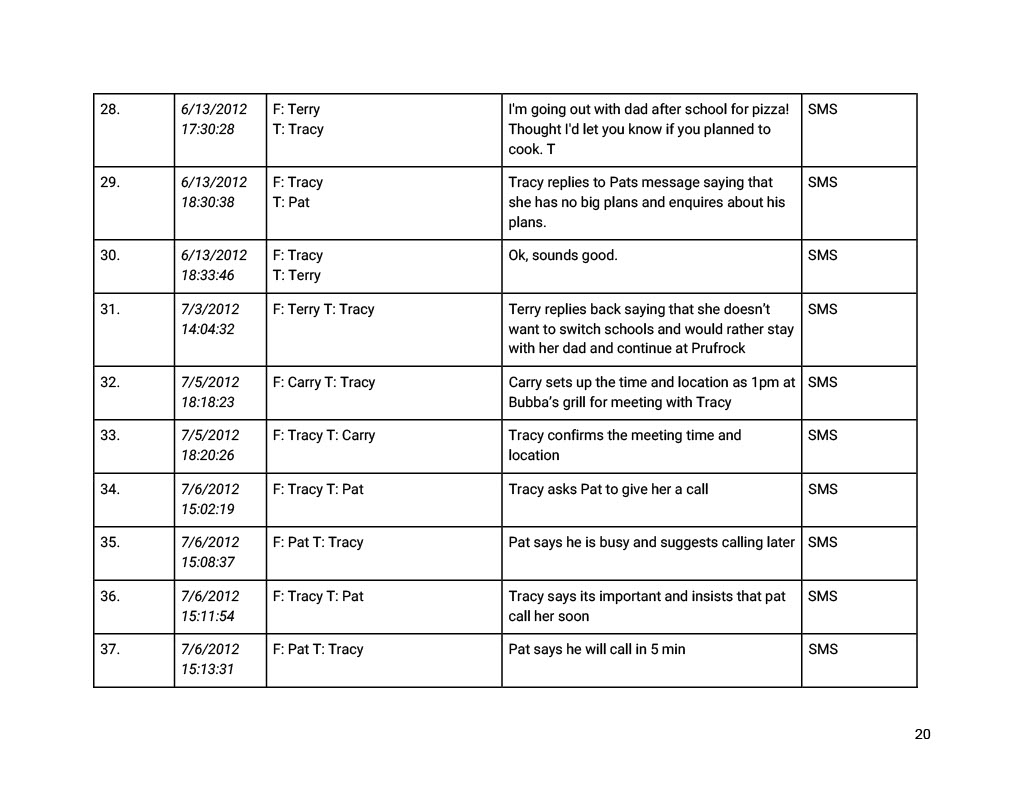 28. 6/13/2012 F: Terry I'm going out with dad after school for pizza! SMS
17:30:28 T: Tracy Thought I'd let you know if you planned to
cook. T
29. 6/13/2012 F: Tracy Tracy replies to Pats message saying that SMS
18:30:38 T: Pat she has no big plans and enquires about his
plans.
30. 6/13/2012 F: Tracy Ok, sounds good. SMS
18:33:46 T: Terry
31. 7/3/2012 F: Terry T: Tracy Terry replies back saying that she doesn't SMS
14:04:32 want to switch schools and would rather stay
with her dad and continue at Prufrock
32. 7/5/2012 F: Carry T: Tracy Carry sets up the time and location as 1pm at SMS
18:18:23 Bubba’s grill for meeting with Tracy
33. 7/5/2012 F: Tracy T: Carry Tracy confirms the meeting time and SMS
18:20:26 location
34. 7/6/2012 F: Tracy T: Pat Tracy asks Pat to give her a call SMS
15:02:19
35. 7/6/2012 F: Pat T: Tracy Pat says he is busy and suggests calling later SMS
15:08:37
36. 7/6/2012 F: Tracy T: Pat Tracy says its important and insists that pat SMS
15:11:54 call her soon
37. 7/6/2012 F: Pat T: Tracy Pat says he will call in 5 min SMS
15:13:31
20